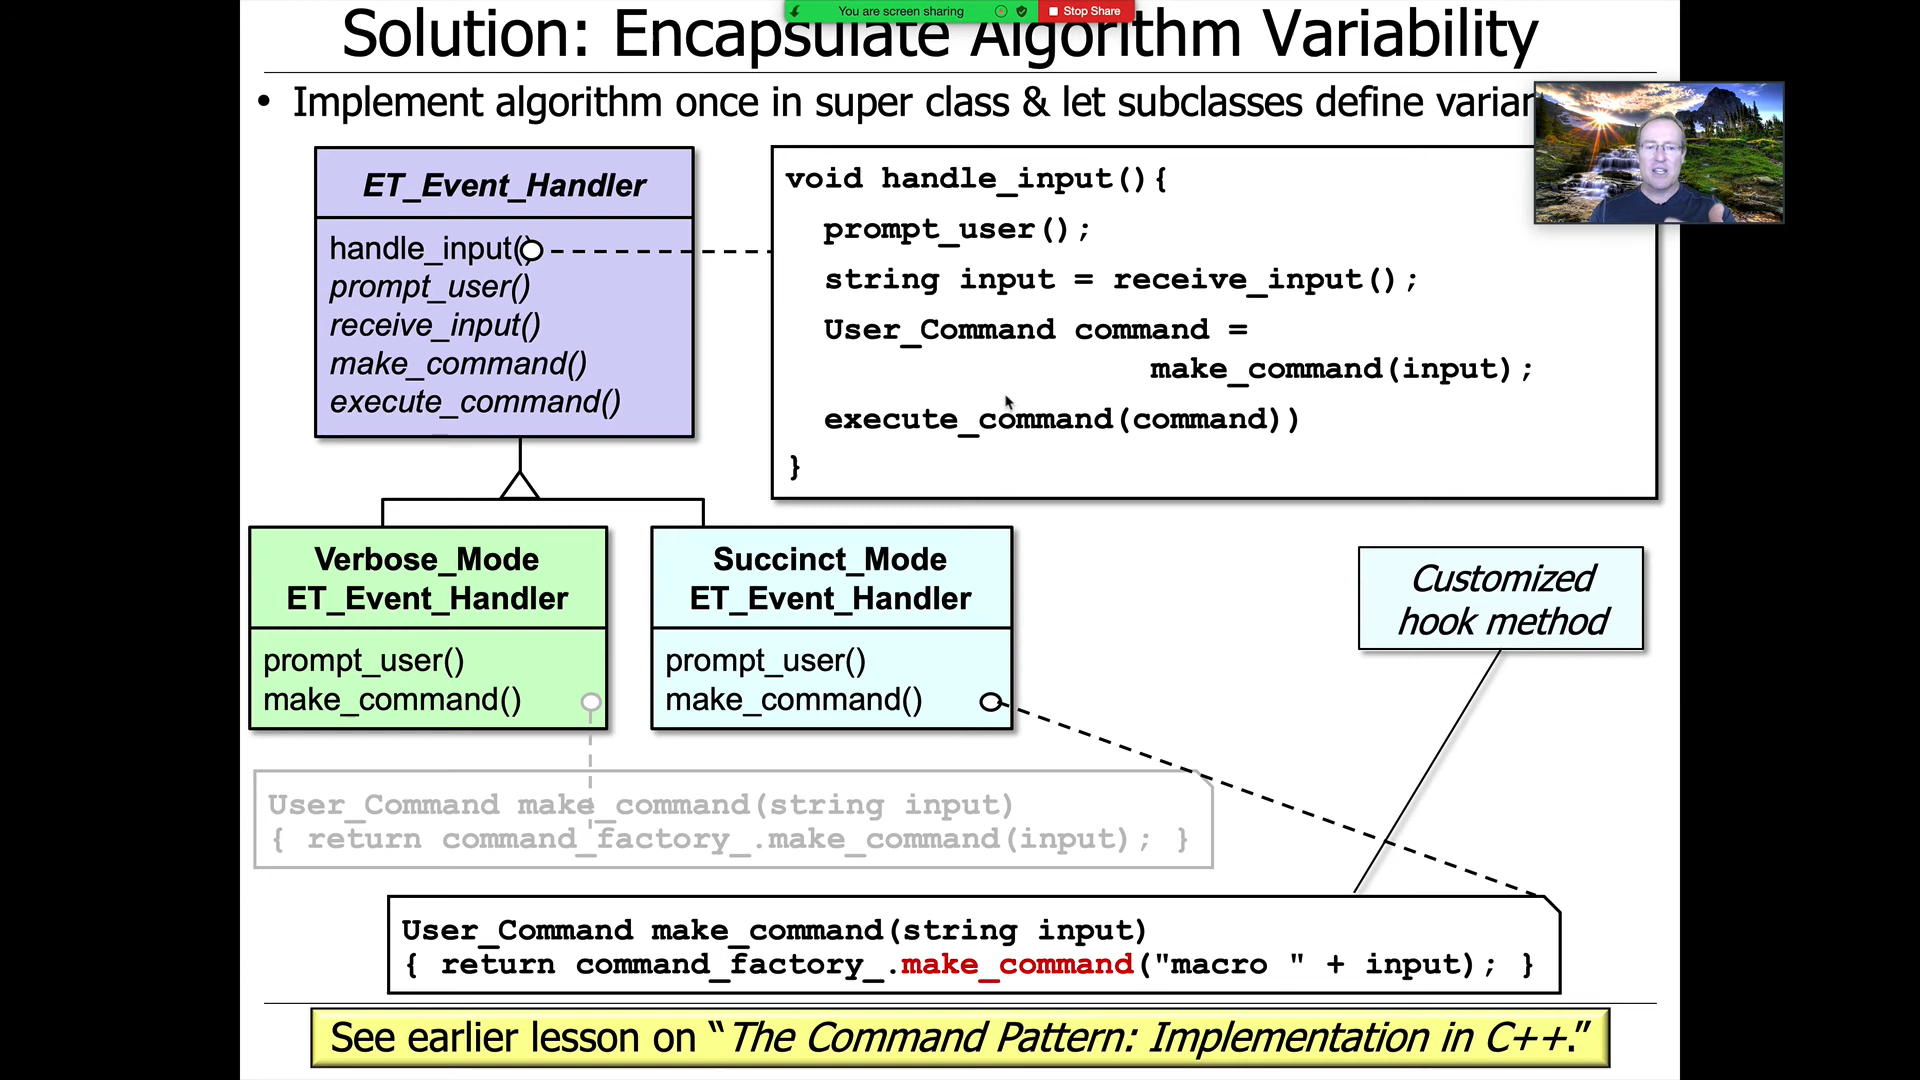 You are screen sharing
Stop Share
Solution: Encapsulate Algorithm Variability
• Implement algorithm once in super class & let subclasses define
ET_Event_Handler
handle_input()
prompt_user()
receive_input()
make_command()
execute_command()
void handle_input(){
prompt_user();
string input = receive_input();
User_Command command =
make_command(input);
execute_command(command))
}
Verbose_Mode
ET_Event_Handler
prompt_user()
make_command()
Succinct_Mode
ET_Event_Handler
prompt_user()
make_command()
Customized
hook method
User_Command make_command(string input)
{ return command_factory_.make_command(input); }
User_Command make_command(string input)
{ return command_factory_.make_command("macro " + input); }
See earlier lesson on “The Command Pattern: Implementation in C++.”